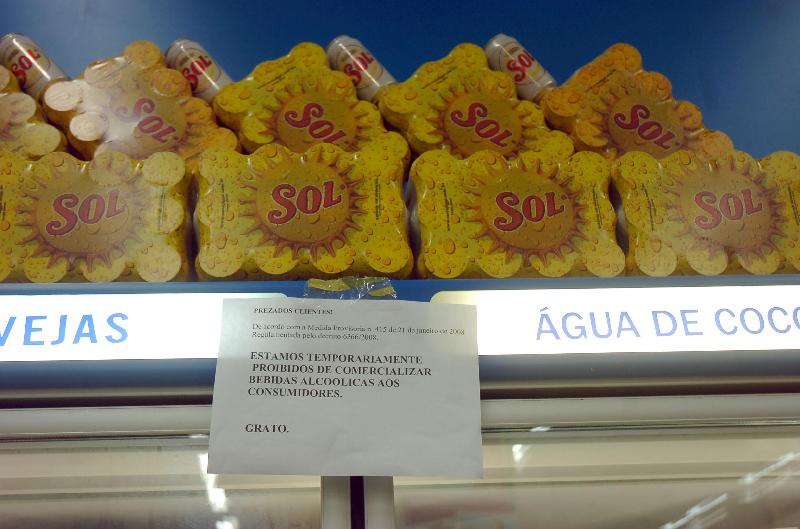 SOL
SOL
SOL
SOL
SOL
SOL
SOL
SOL
SOL
SOL
SOL
SOL
VEJAS
ÁGUA DE COCO
PREZADOS CLIENTES!
De acordo com a Medida Provisória n. 415 de 21 de janeiro de 2008
Regulamentada pelo decreto 6366/2008.
ESTAMOS TEMPORARIAMENTE
PROIBIDOS DE COMERCIALIZAR
BEBIDAS ALCOOLICAS AOS
CONSUMIDORES.
GRATO.